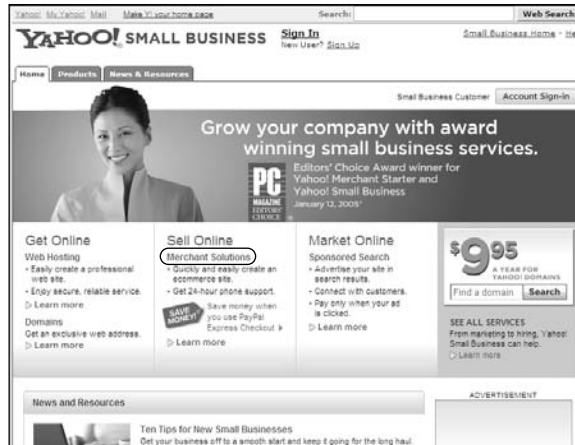 Yahoo! My Yahoo! Mail Make Y! your home page Search: Web Search
YAHOO! SMALL BUSINESS Sign In
New User? Sign Up
Small Business Home - He
Home Products News & Resources
Small Business Customer Account Sign-in
Grow your company with award
winning small business services.
PC
MAGAZINE
EDITORS'
CHOICE
Editors' Choice Award winner for
Yahoo! Merchant Starter and
Yahoo! Small Business
January 12, 2005*
Get Online
Web Hosting
• Easily create a professional
web site.
• Enjoy secure, reliable service.
▷ Learn more
Domains
Get an exclusive web address.
▷ Learn more
Sell Online
Merchant Solutions
• Quickly and easily create an
ecommerce site.
• Get 24-hour phone support.
SAVE
MONEY!
Save money when
you use PayPal
Express Checkout
▷ Learn more
Market Online
Sponsored Search
• Advertise your site in
search results.
• Connect with customers.
• Pay only when your ad
is clicked.
▷ Learn more
$9.95
A YEAR FOR
YAHOO! DOMAINS
Find a domain Search
SEE ALL SERVICES
From marketing to hiring, Yahoo!
Small Business can help.
▷ Learn more
News and Resources
Ten Tips for New Small Businesses
Get your business off to a smooth start and keep it going for the long haul.
ADVERTISEMENT